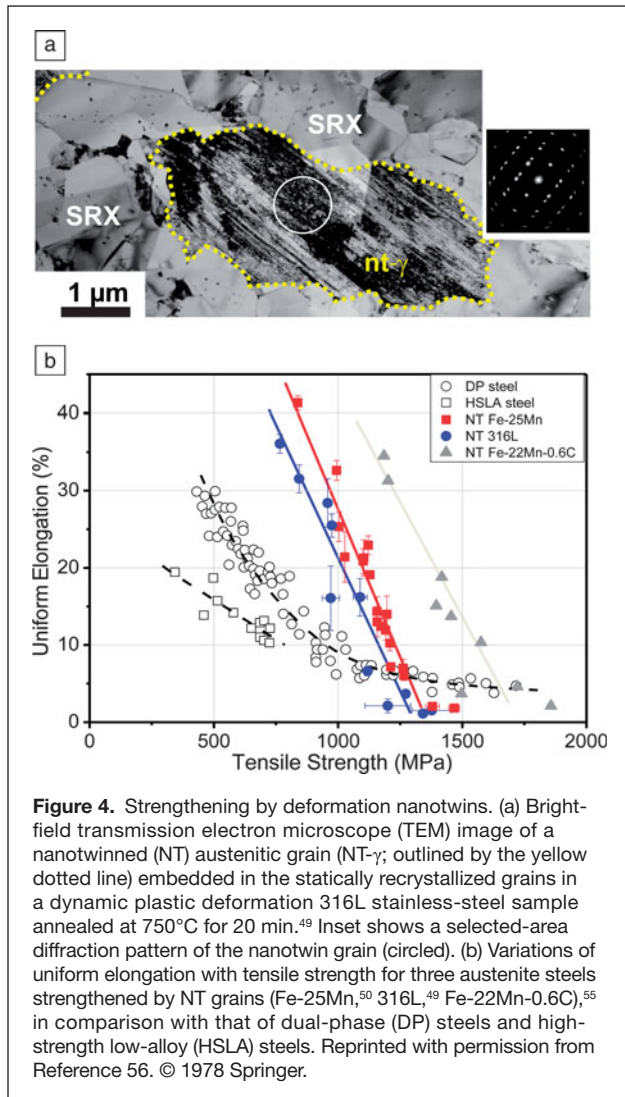 a
SRX
SRX
nt-γ
1 μm
b
40
30
20
10
0
Uniform Elongation (%)
DP steel
HSLA steel
NT Fe-25Mn
NT 316L
NT Fe-22Mn-0.6C
0
500
1000
1500
2000
Tensile Strength (MPa)
Figure 4. Strengthening by deformation nanotwins. (a) Bright-
field transmission electron microscope (TEM) image of a
nanotwinned (NT) austenitic grain (NT-γ; outlined by the yellow
dotted line) embedded in the statically recrystallized grains in
a dynamic plastic deformation 316L stainless-steel sample
annealed at 750°C for 20 min.49 Inset shows a selected-area
diffraction pattern of the nanotwin grain (circled). (b) Variations of
uniform elongation with tensile strength for three austenite steels
strengthened by NT grains (Fe-25Mn,50 316L,49 Fe-22Mn-0.6C),55
in comparison with that of dual-phase (DP) steels and high-
strength low-alloy (HSLA) steels. Reprinted with permission from
Reference 56. © 1978 Springer.